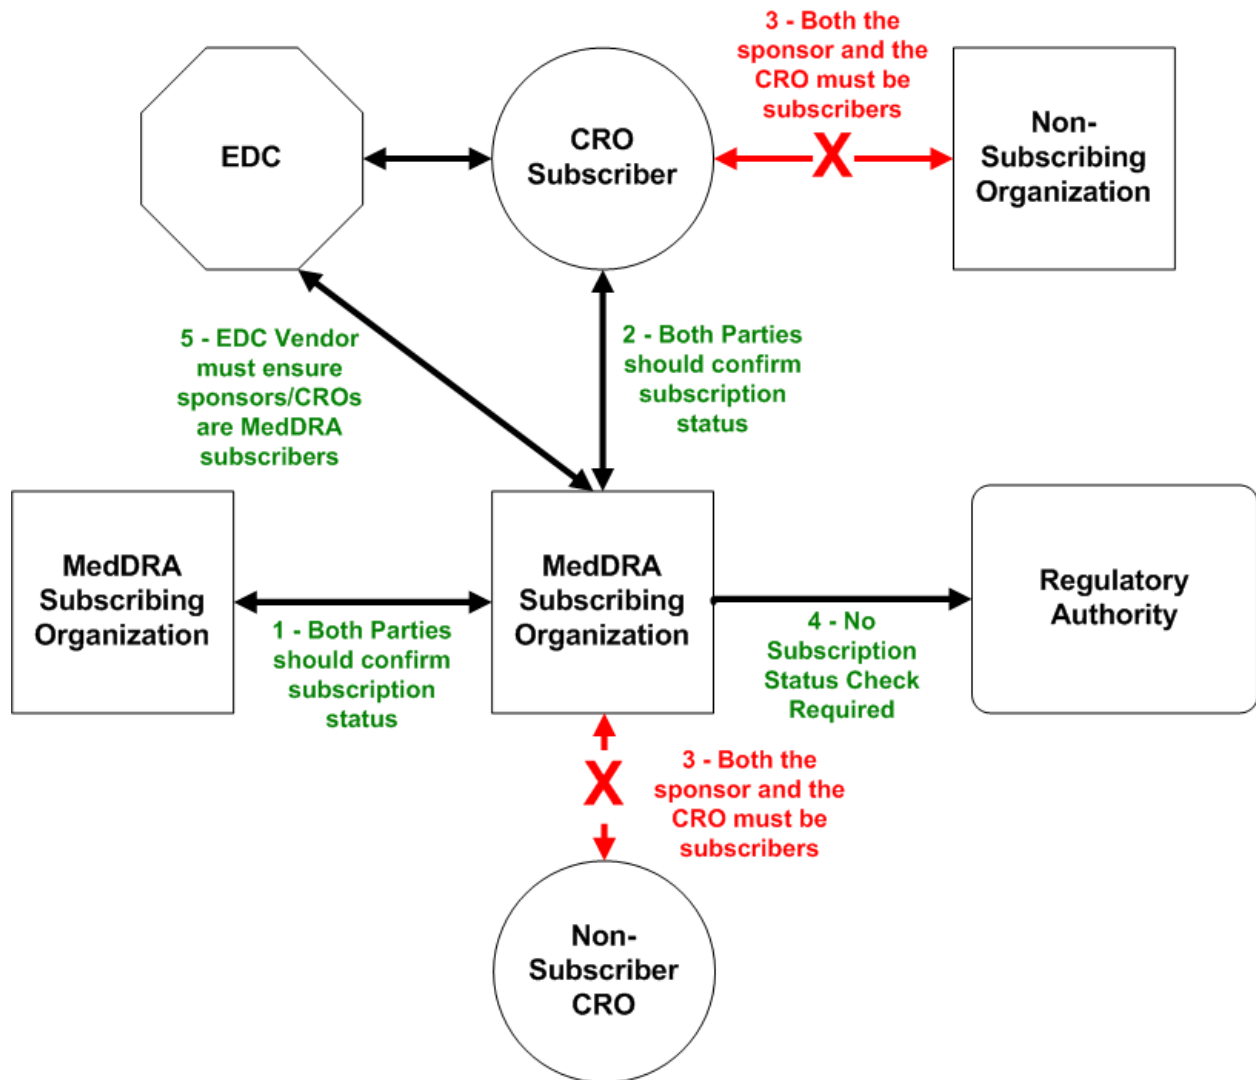 3 - Both the
sponsor and the
CRO must be
subscribers
EDC
CRO
Subscriber
X
Non-
Subscribing
Organization
5 - EDC Vendor
must ensure
sponsors/CROs
are MedDRA
subscribers
2 - Both Parties
should confirm
subscription
status
MedDRA
Subscribing
Organization
1 - Both Parties
should confirm
subscription
status
MedDRA
Subscribing
Organization
4 - No
Subscription
Status Check
Required
Regulatory
Authority
X
3 - Both the
sponsor and the
CRO must be
subscribers
Non-
Subscriber
CRO